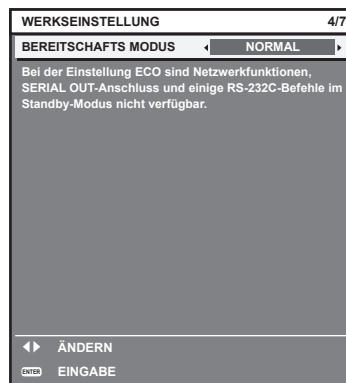 WERKSEINSTELLUNG 4/7
BEREITSCHAFTS MODUS NORMAL
Bei der Einstellung ECO sind Netzwerkfunktionen,
SERIAL OUT-Anschluss und einige RS-232C-Befehle im
Standby-Modus nicht verfügbar.
ÄNDERN
ENTER EINGABE